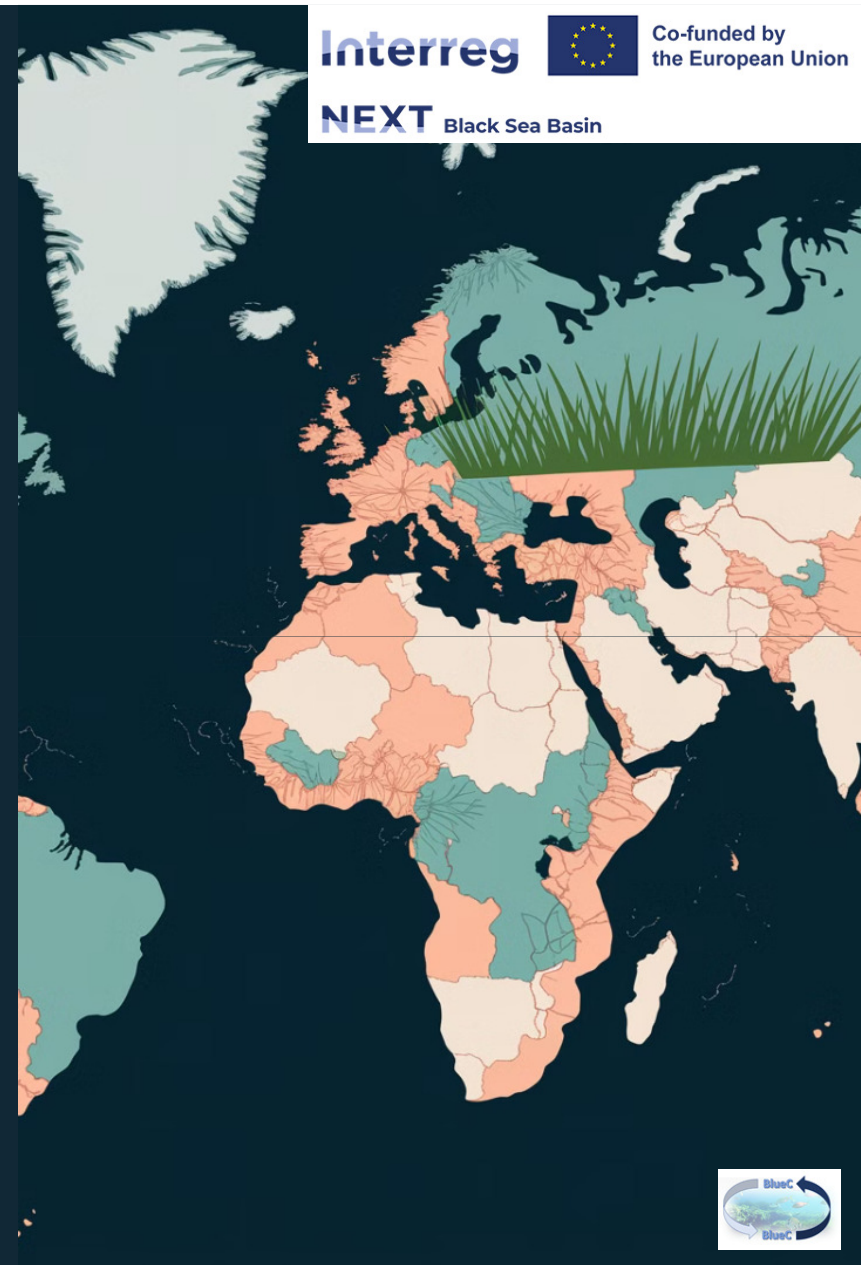 Interreg
Co-funded by
the European Union
NEXT Black Sea Basin
BlueC
BlueC